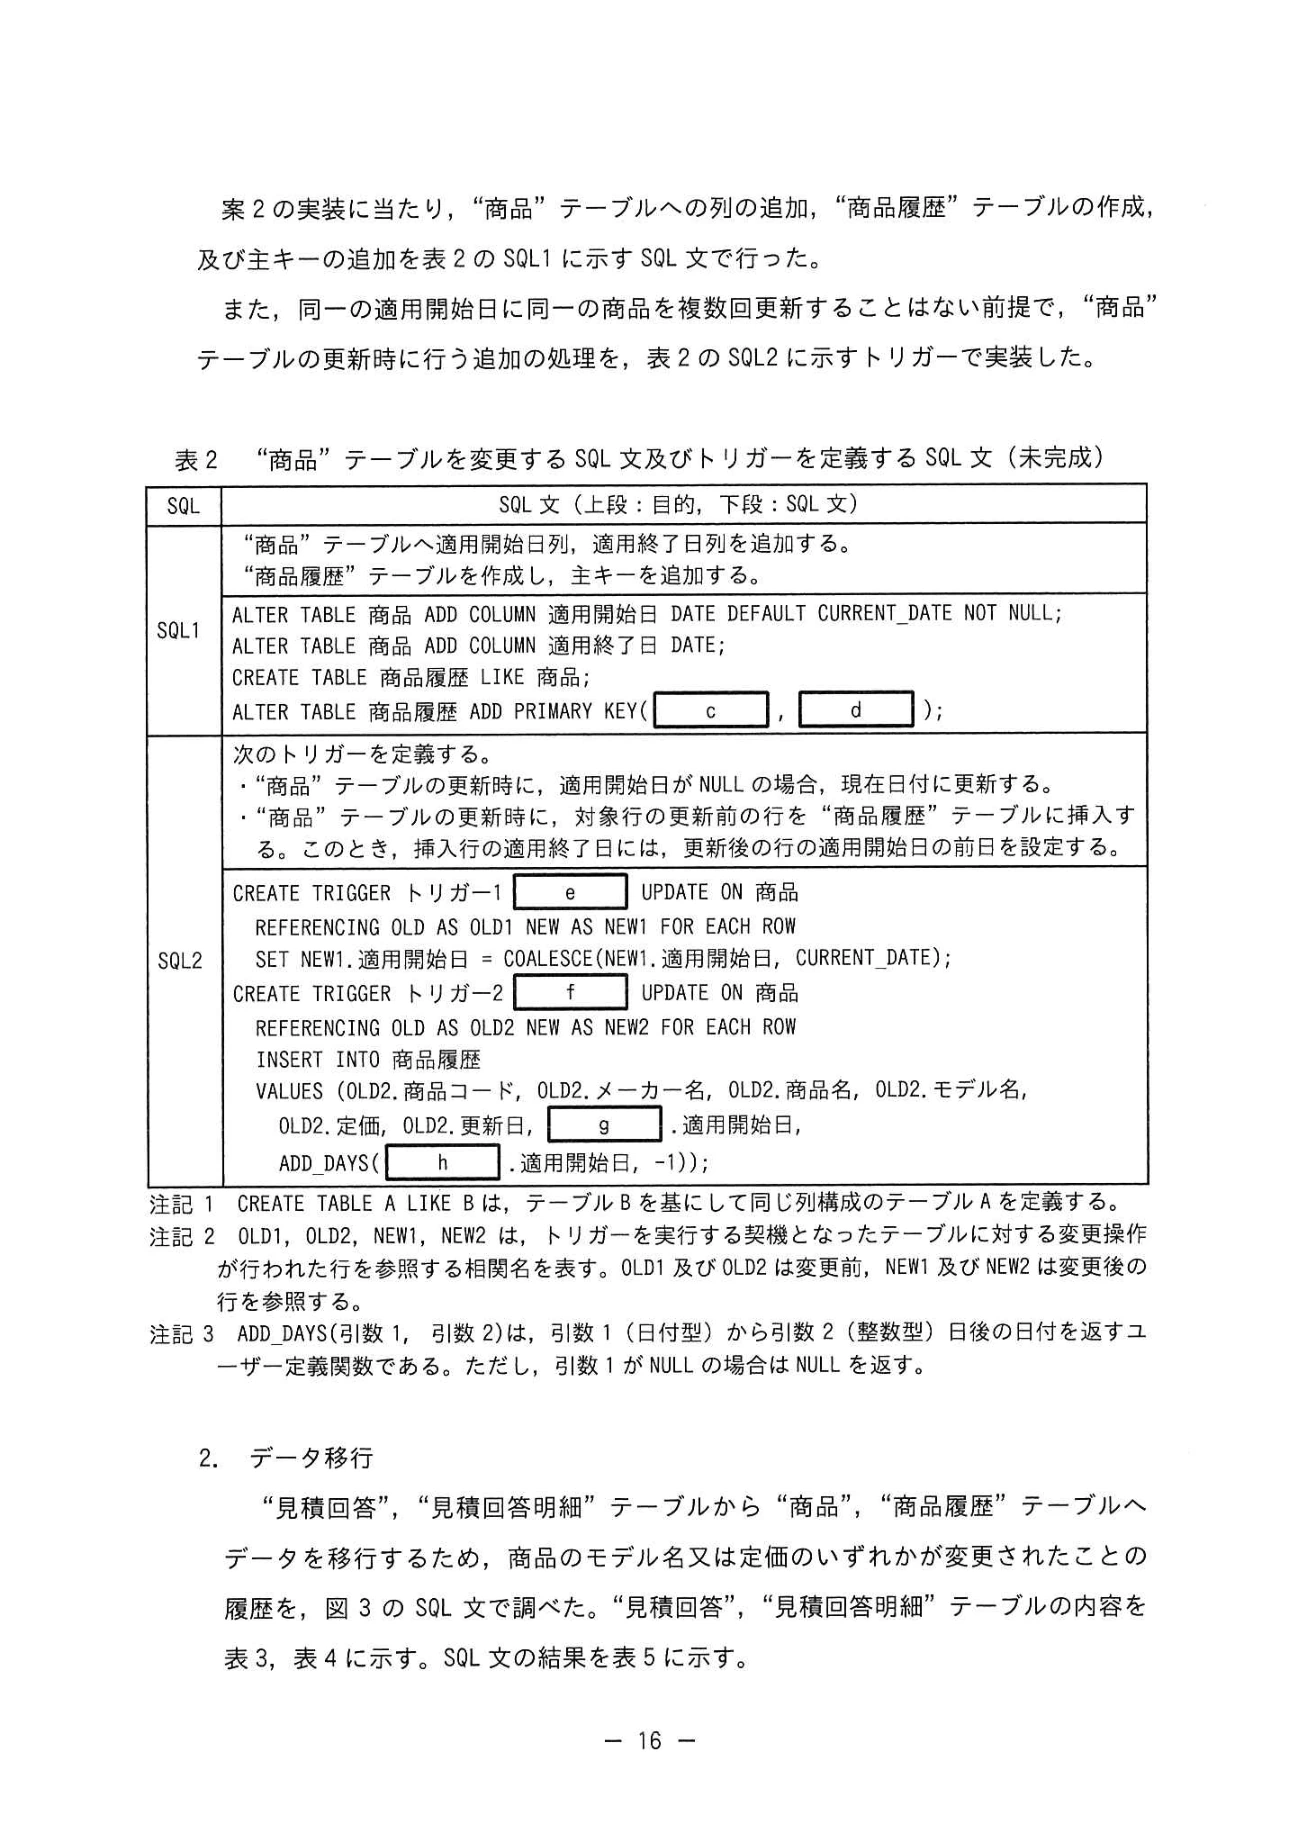 案2の実装に当たり，“商品”テーブルへの列の追加，“商品履歴”テーブルの作成，
及び主キーの追加を表2のSQL1に示すSQL文で行った。
また，同一の適用開始日に同一の商品を複数回更新することはない前提で，“商品”
テーブルの更新時に行う追加の処理を，表2のSQL2に示すトリガーで実装した。
表2 “商品”テーブルを変更するSQL文及びトリガーを定義するSQL文（未完成）
SQL SQL文（上段：目的，下段：SQL文）
“商品”テーブルへ適用開始日列，適用終了日列を追加する。
“商品履歴”テーブルを作成し，主キーを追加する。
SQL1
ALTER TABLE 商品 ADD COLUMN 適用開始日 DATE DEFAULT CURRENT_DATE NOT NULL;
ALTER TABLE 商品 ADD COLUMN 適用終了日 DATE;
CREATE TABLE 商品履歴 LIKE 商品;
ALTER TABLE 商品履歴 ADD PRIMARY KEY( c , d );
次のトリガーを定義する。
・“商品”テーブルの更新時に，適用開始日がNULLの場合，現在日付に更新する。
・“商品”テーブルの更新時に，対象行の更新前の行を“商品履歴”テーブルに挿入す
る。このとき，挿入行の適用終了日には，更新後の行の適用開始日の前日を設定する。
SQL2
CREATE TRIGGER トリガー1 e UPDATE ON 商品
REFERENCING OLD AS OLD1 NEW AS NEW1 FOR EACH ROW
SET NEW1.適用開始日 = COALESCE(NEW1.適用開始日, CURRENT_DATE);
CREATE TRIGGER トリガー2 f UPDATE ON 商品
REFERENCING OLD AS OLD2 NEW AS NEW2 FOR EACH ROW
INSERT INTO 商品履歴
VALUES (OLD2.商品コード, OLD2.メーカー名, OLD2.商品名, OLD2.モデル名,
OLD2.定価, OLD2.更新日, g .適用開始日,
ADD_DAYS( h .適用開始日, -1));
注記1 CREATE TABLE A LIKE B は，テーブルBを基にして同じ列構成のテーブルAを定義する。
注記2 OLD1, OLD2, NEW1, NEW2 は，トリガーを実行する契機となったテーブルに対する変更操作
が行われた行を参照する相関名を表す。OLD1及びOLD2は変更前，NEW1及びNEW2は変更後の
行を参照する。
注記3 ADD_DAYS(引数1, 引数2)は，引数1（日付型）から引数2（整数型）日後の日付を返すユ
ーザー定義関数である。ただし，引数1がNULLの場合はNULLを返す。
2. データ移行
“見積回答”，“見積回答明細”テーブルから“商品”，“商品履歴”テーブルへ
データを移行するため，商品のモデル名又は定価のいずれかが変更されたことの
履歴を，図3のSQL文で調べた。“見積回答”，“見積回答明細”テーブルの内容を
表3，表4に示す。SQL文の結果を表5に示す。
－ 16 －